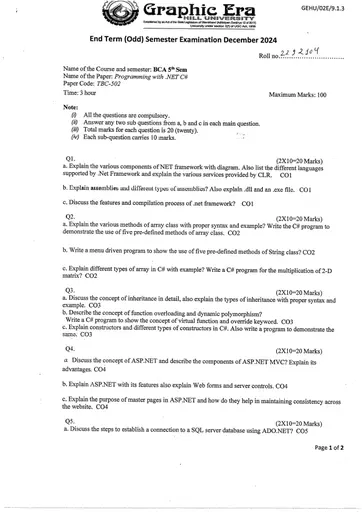 GEHU/02E/9.1.3
Graphic Era
HILL UNIVERSITY
End Term (Odd) Semester Examination December 2024
Roll no.
Name of the Course and semester: BCA 5th Sem
Name of the Paper: Programming with .NET C#
Paper Code: TBC-502
Time: 3 hour Maximum Marks: 100
Note:
(i) All the questions are compulsory.
(ii) Answer any two sub questions from a, b and c in each main question.
(iii) Total marks for each question is 20 (twenty).
(iv) Each sub-question carries 10 marks.
Q1. (2X10=20 Marks)
a. Explain the various components of NET framework with diagram. Also list the different languages
supported by .Net Framework and explain the various services provided by CLR. CO1
b. Explain assemblies and different types of assemblies? Also explain .dll and an .exe file. CO1
c. Discuss the features and compilation process of .net framework? CO1
Q2. (2X10=20 Marks)
a. Explain the various methods of array class with proper syntax and example? Write the C# program to
demonstrate the use of five pre-defined methods of array class. CO2
b. Write a menu driven program to show the use of five pre-defined methods of String class? CO2
c. Explain different types of array in C# with example? Write a C# program for the multiplication of 2-D
matrix? CO2
Q3. (2X10=20 Marks)
a. Discuss the concept of inheritance in detail, also explain the types of inheritance with proper syntax and
example. CO3
b. Describe the concept of function overloading and dynamic polymorphism?
Write a C# program to show the concept of virtual function and override keyword. CO3
c. Explain constructors and different types of constructors in C#. Also write a program to demonstrate the
same. CO3
Q4. (2X10=20 Marks)
a Discuss the concept of ASP.NET and describe the components of ASP.NET MVC? Explain its
advantages. CO4
b. Explain ASP.NET with its features also explain Web forms and server controls. CO4
c. Explain the purpose of master pages in ASP.NET and how do they help in maintaining consistency across
the website. CO4
Q5. (2X10=20 Marks)
a. Discuss the steps to establish a connection to a SQL server database using ADO.NET? CO5
Page 1 of 2